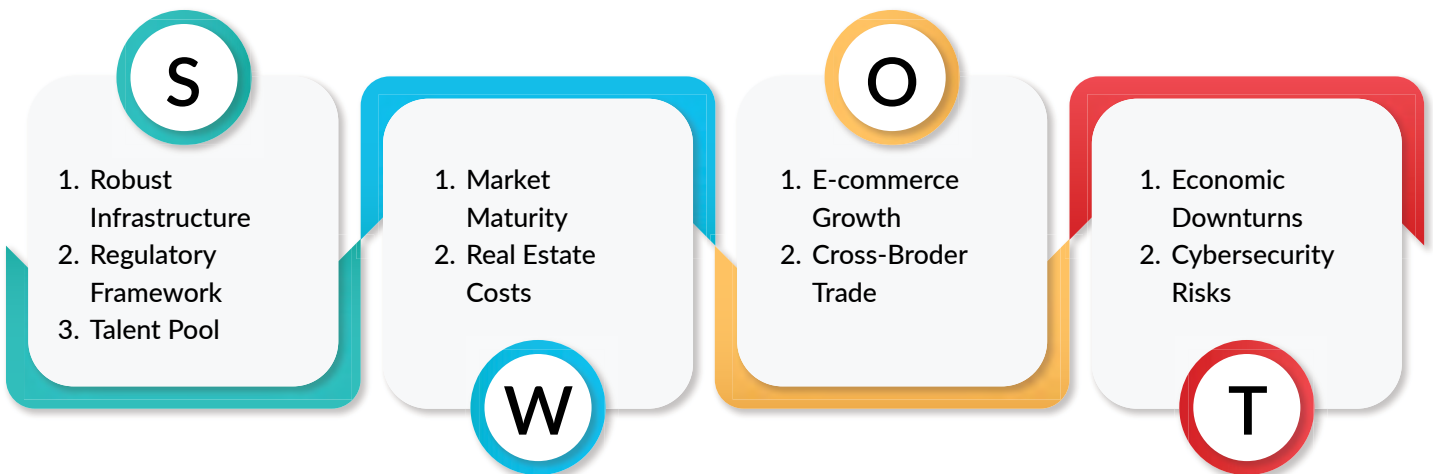 S
1. Robust
Infrastructure
2. Regulatory
Framework
3. Talent Pool
1. Market
Maturity
2. Real Estate
Costs
W
O
1. E-commerce
Growth
2. Cross-Broder
Trade
1. Economic
Downturns
2. Cybersecurity
Risks
T